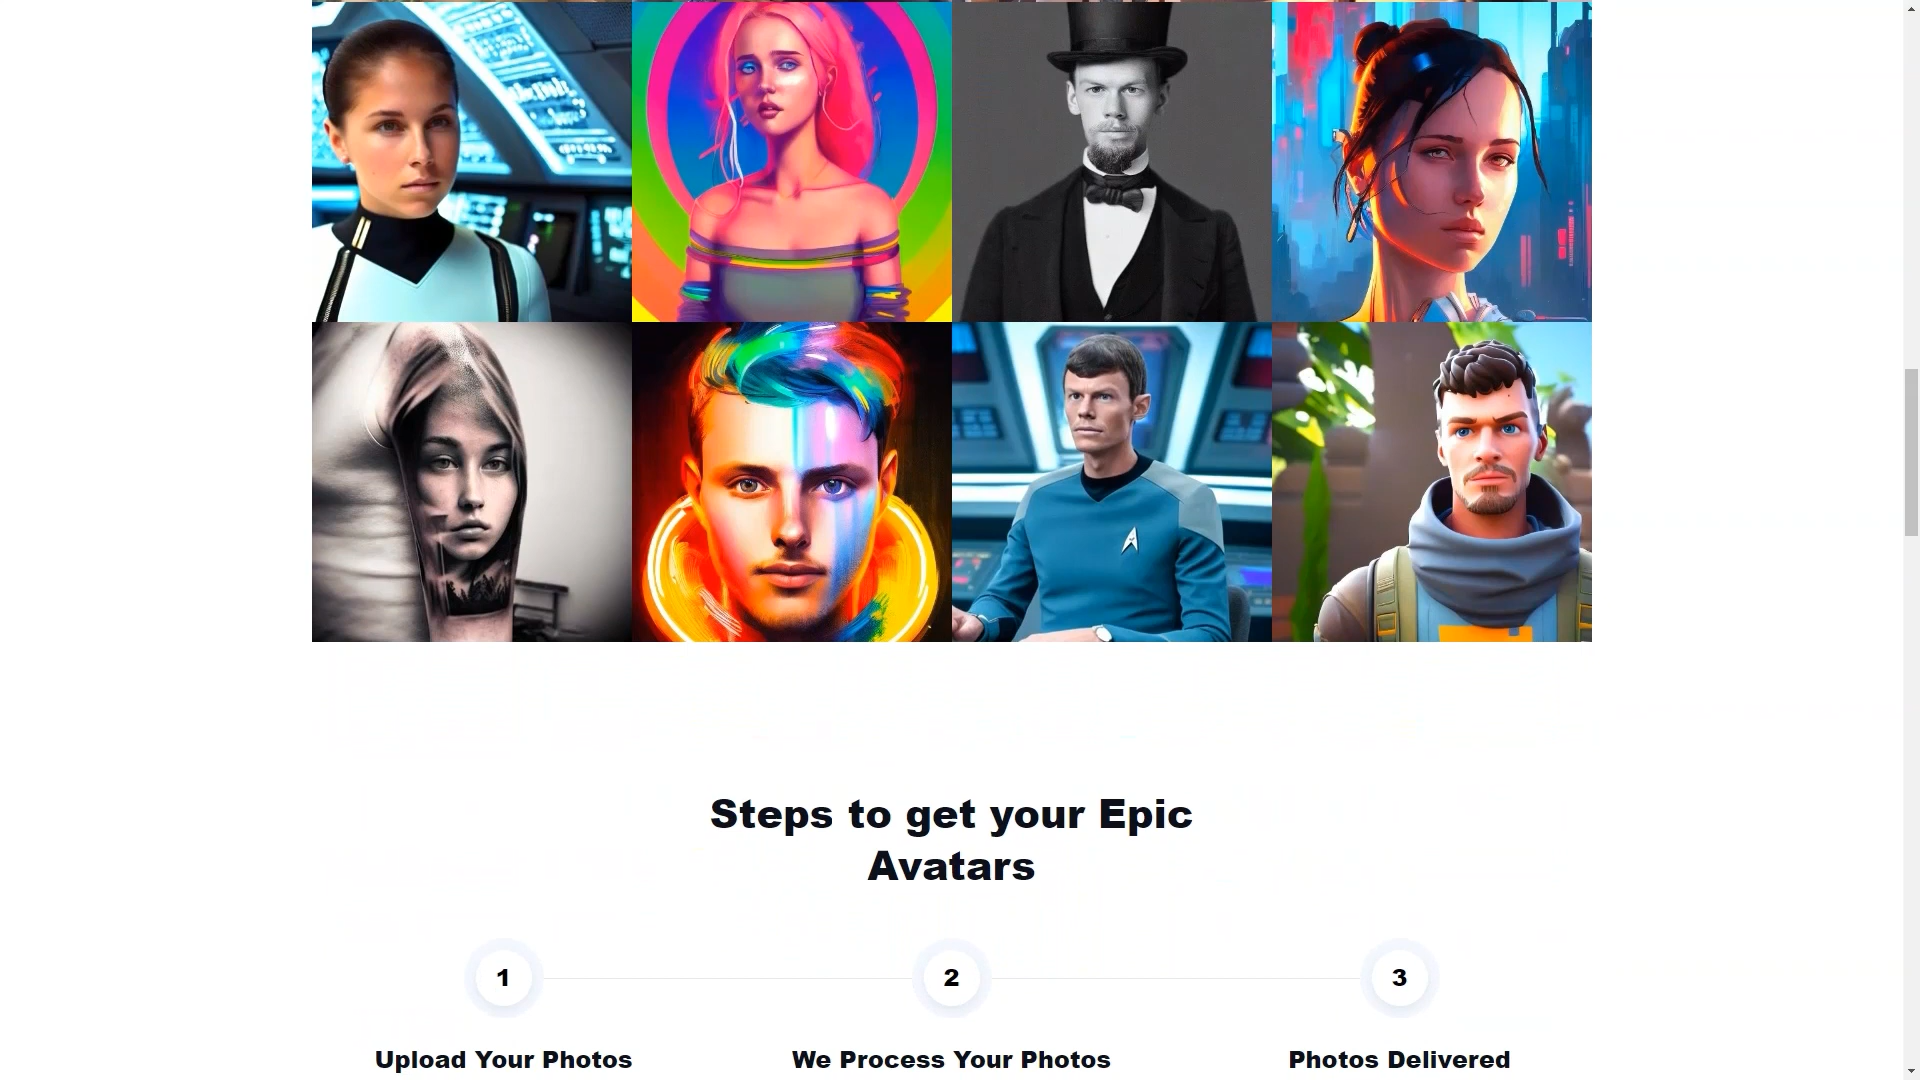 Steps to get your Epic
Avatars
1
2
3
Upload Your Photos
We Process Your Photos
Photos Delivered